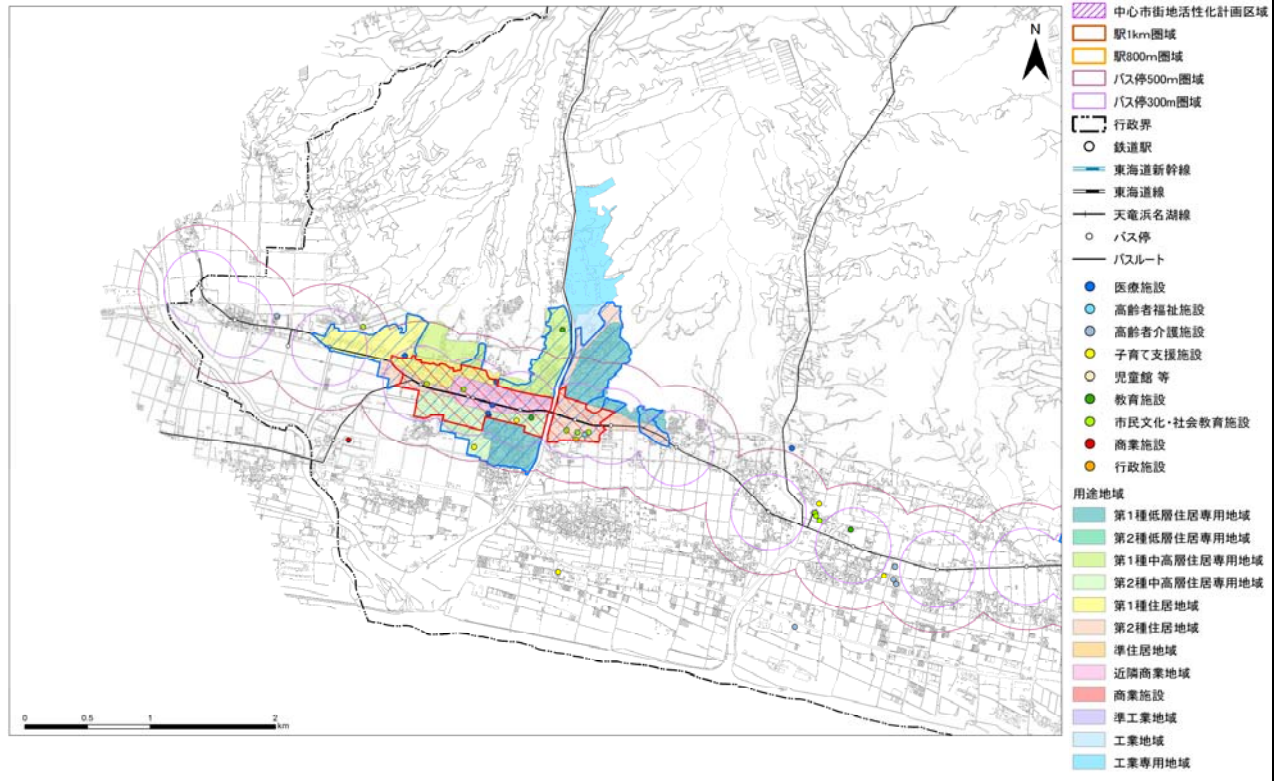 N
0
0.5
1
2
km
中心市街地活性化計画区域
駅1km圏域
駅800m圏域
バス停500m圏域
バス停300m圏域
行政界
鉄道駅
東海道新幹線
東海道線
天竜浜名湖線
バス停
バスルート
医療施設
高齢者福祉施設
高齢者介護施設
子育て支援施設
児童館 等
教育施設
市民文化・社会教育施設
商業施設
行政施設
用途地域
第1種低層住居専用地域
第2種低層住居専用地域
第1種中高層住居専用地域
第2種中高層住居専用地域
第1種住居地域
第2種住居地域
準住居地域
近隣商業地域
商業施設
準工業地域
工業地域
工業専用地域